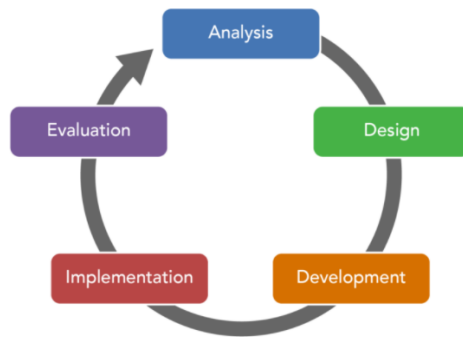 Analysis
Design
Development
Implementation
Evaluation